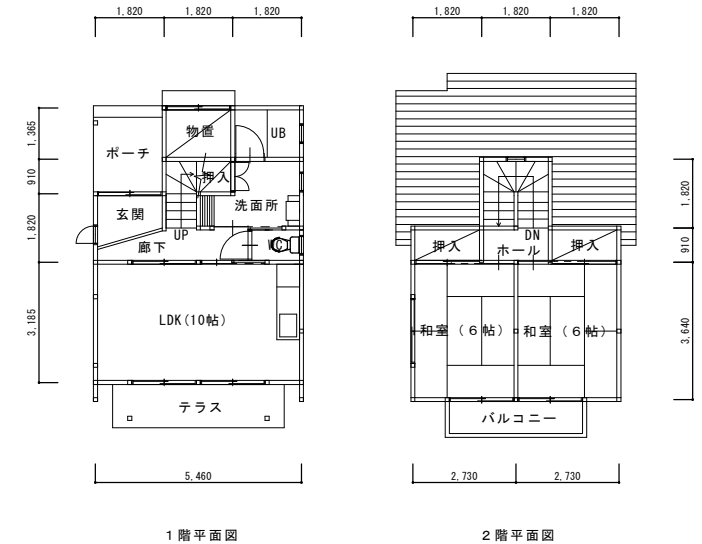 1,820 1,820 1,820
1,820 1,820 1,820
1,365
910
1,820
3,185
物置
UB
ポーチ
押入
洗面所
玄関
UP
廊下
WC
LDK(10帖)
テラス
5,460
1階平面図
1,820
910
3,640
DN
押入
ホール
押入
和室(6帖)
和室(6帖)
バルコニー
2,730 2,730
2階平面図